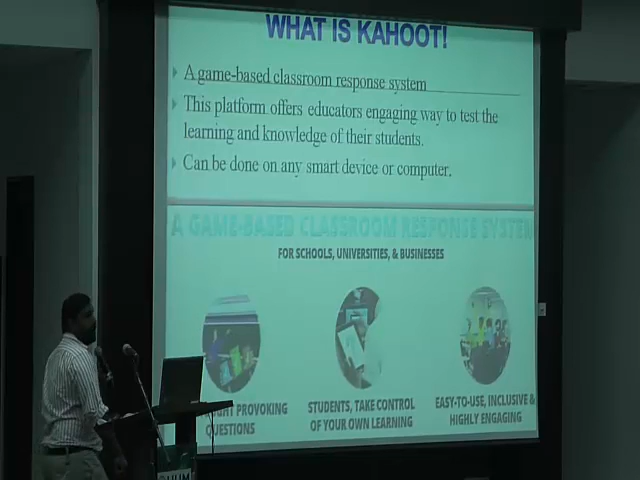 WHAT IS KAHOOT!
A game-based classroom response system
This platform offers educators engaging way to test the
learning and knowledge of their students.
Can be done on any smart device or computer.
A GAME-BASED CLASSROOM RESPONSE SYSTEM
FOR SCHOOLS, UNIVERSITIES, & BUSINESSES
PROVOKING
QUESTIONS
STUDENTS, TAKE CONTROL
OF YOUR OWN LEARNING
EASY-TO-USE, INCLUSIVE &
HIGHLY ENGAGING